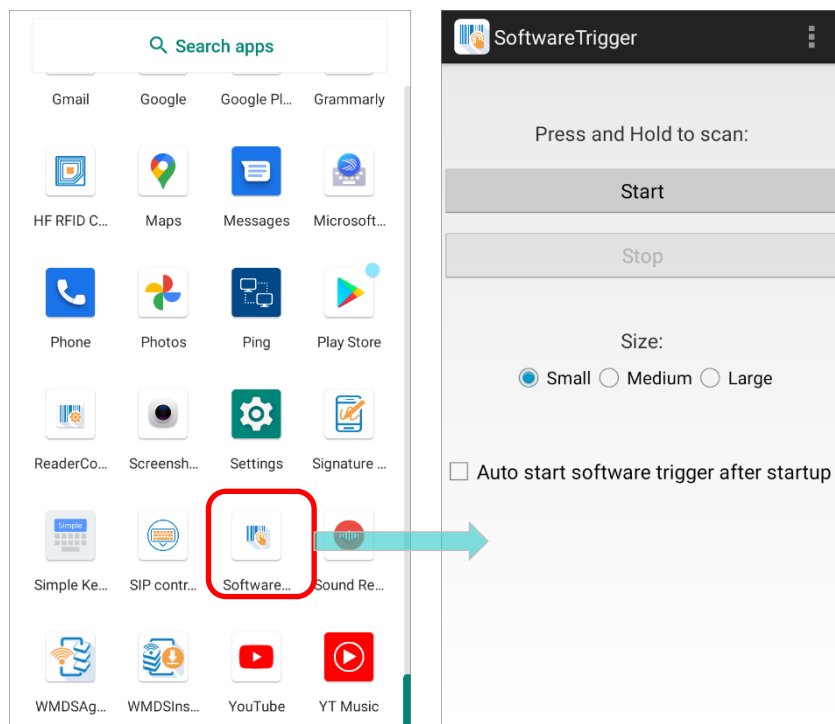 Search apps
Gmail Google Google Pl... Grammarly
HF RFID C... Maps Messages Microsoft...
Phone Photos Ping Play Store
ReaderCo... Screensh... Settings Signature ...
Simple
Simple Ke... SIP contr... Software... Sound Re...
WMDSAg... WMDSIns... YouTube YT Music
SoftwareTrigger
Press and Hold to scan:
Start
Stop
Size:
Small Medium Large
Auto start software trigger after startup